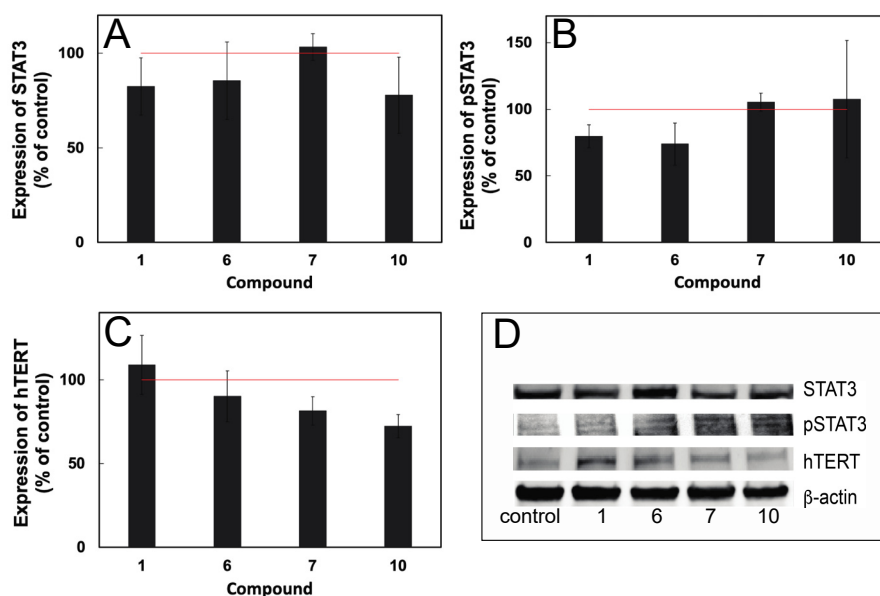 A
Expression of STAT3
(% of control)
100
50
0
1 6 7 10
Compound
B
Expression of pSTAT3
(% of control)
150
100
50
0
1 6 7 10
Compound
C
Expression of hTERT
(% of control)
100
50
0
1 6 7 10
Compound
D
STAT3
pSTAT3
hTERT
β-actin
control 1 6 7 10